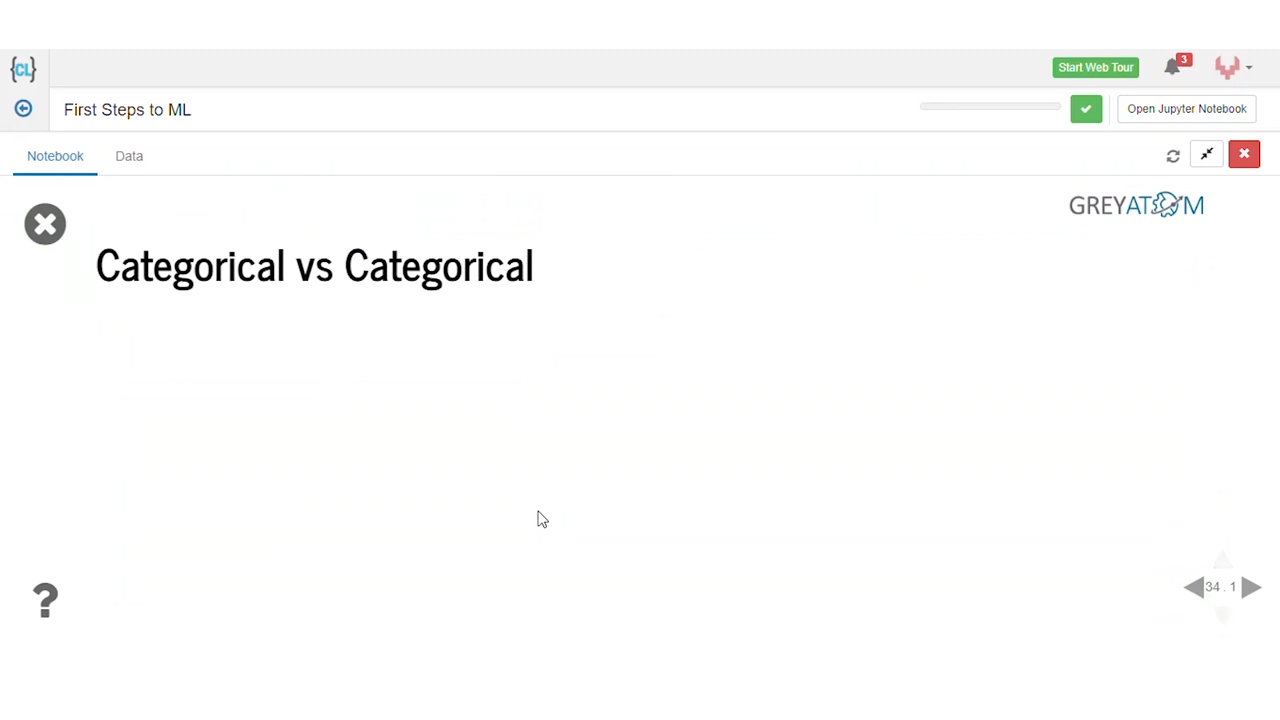 {CL}
Start Web Tour
3
First Steps to ML
Open Jupyter Notebook
Notebook
Data
GREYATOM
Categorical vs Categorical
?
34 . 1